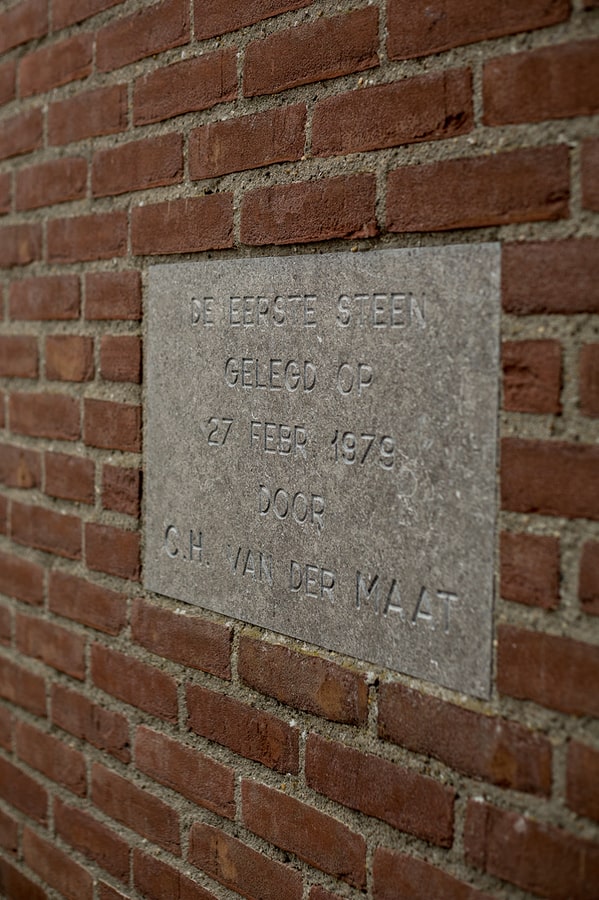 DE EERSTE STEEN
GELEGD OP
27 FEBR. 1979
DOOR
C.H. VAN DER MAAT